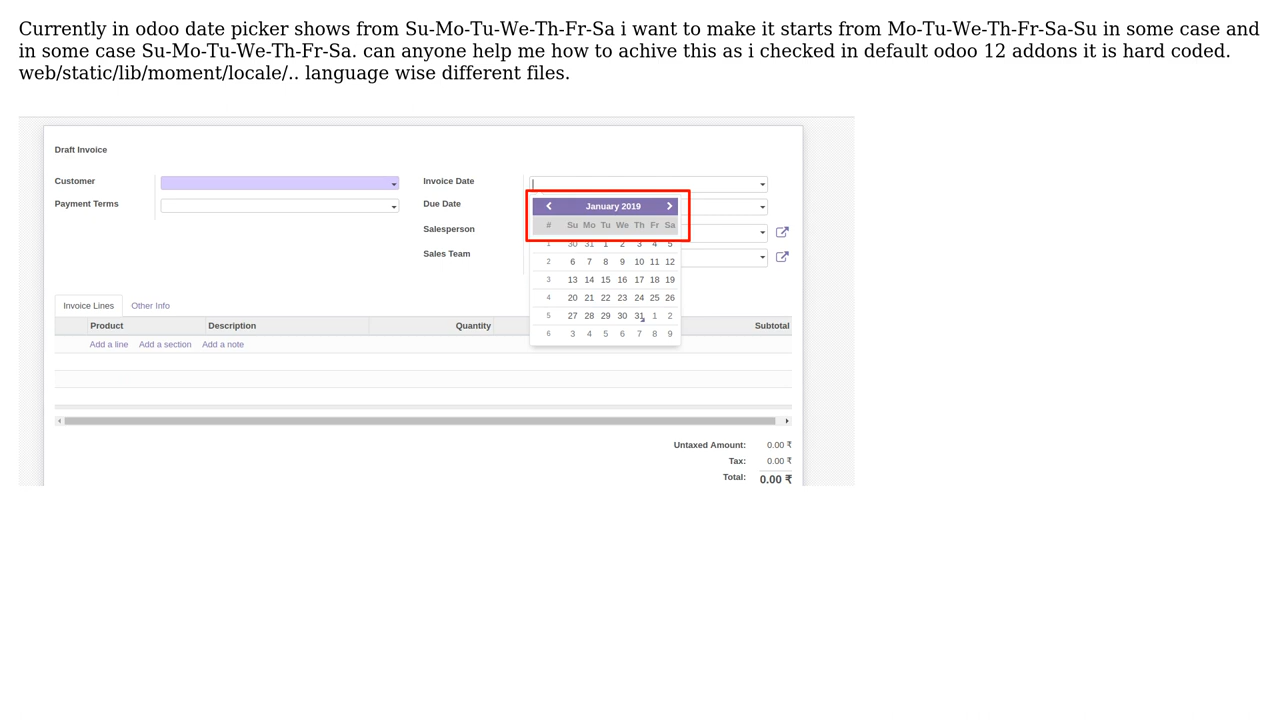 Currently in odoo date picker shows from Su-Mo-Tu-We-Th-Fr-Sa i want to make it starts from Mo-Tu-We-Th-Fr-Sa-Su in some case and
in some case Su-Mo-Tu-We-Th-Fr-Sa. can anyone help me how to achive this as i checked in default odoo 12 addons it is hard coded.
web/static/lib/moment/locale/.. language wise different files.
Draft Invoice
Customer
Invoice Date
Payment Terms
Due Date
Salesperson
Sales Team
January 2019
# Su Mo Tu We Th Fr Sa
1 30 31 1 2 3 4 5
2 6 7 8 9 10 11 12
3 13 14 15 16 17 18 19
4 20 21 22 23 24 25 26
5 27 28 29 30 31 1 2
6 3 4 5 6 7 8 9
Invoice Lines Other Info
Product Description Quantity Subtotal
Add a line Add a section Add a note
Untaxed Amount: 0.00 ₹
Tax: 0.00 ₹
Total: 0.00 ₹